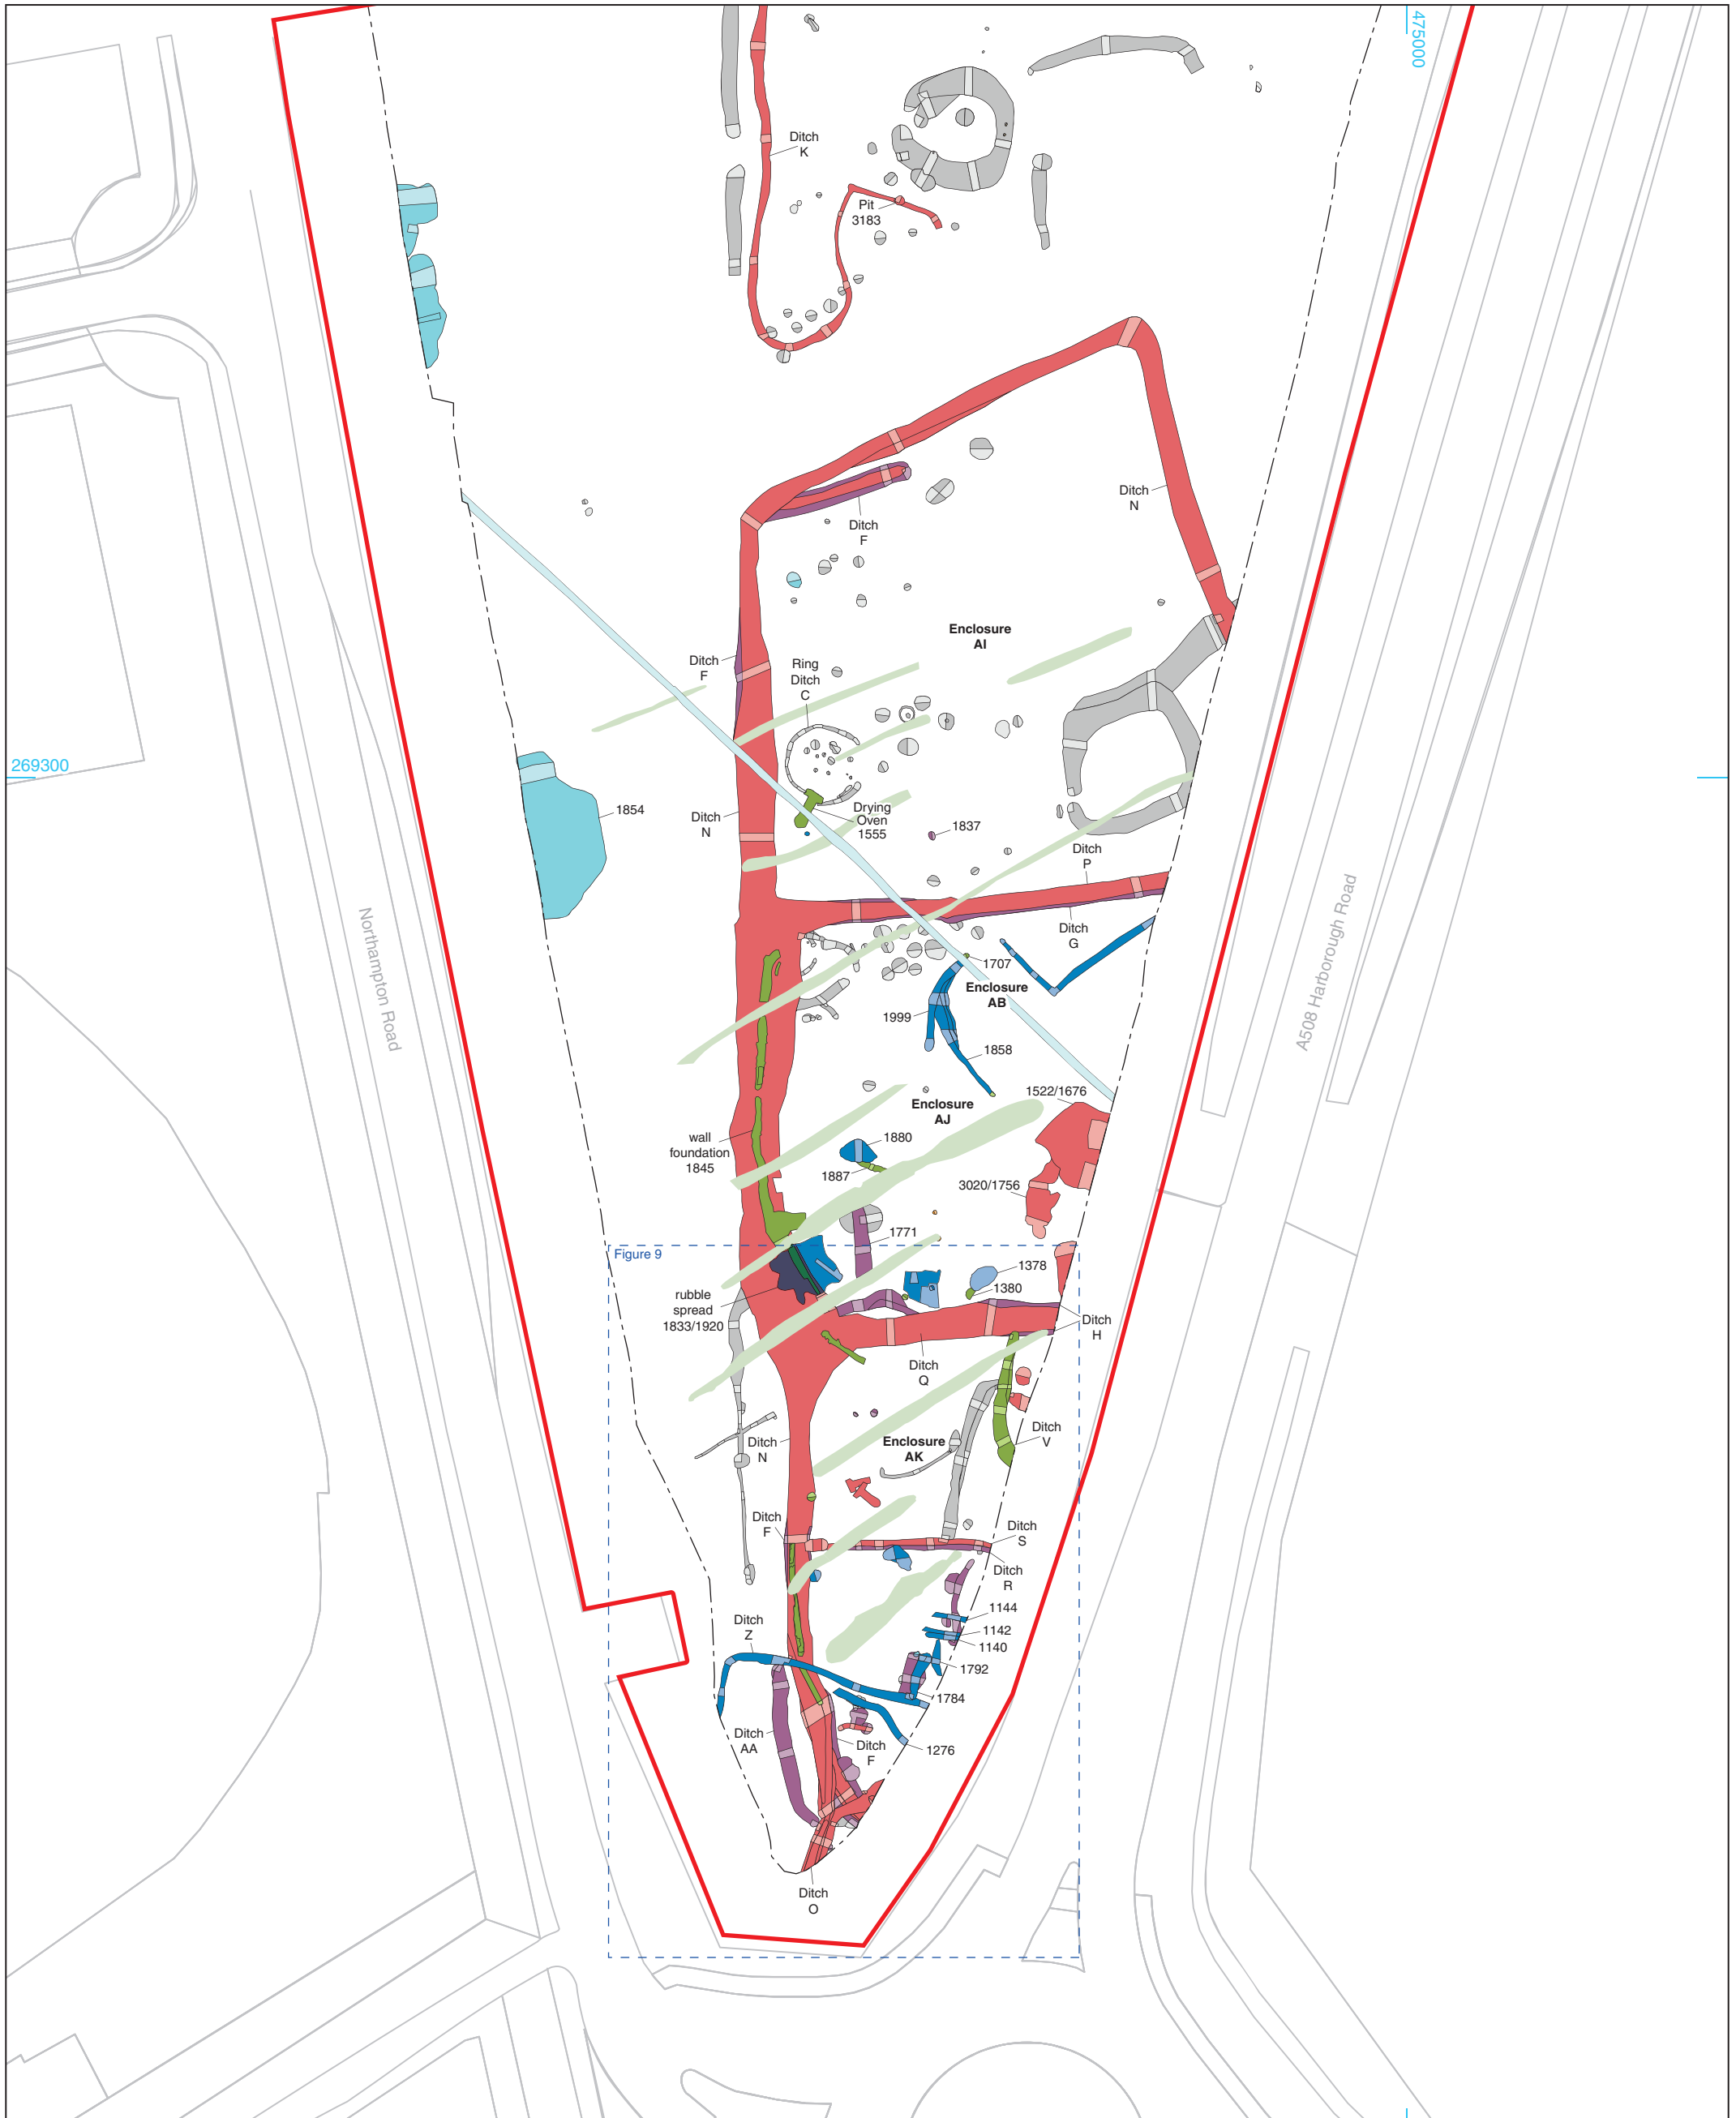 475000
Ditch
K
Pit
3183
Ditch
N
Ditch
F
Enclosure
AI
Ditch
F
Ring
Ditch
C
269300
1854
Ditch
N
Drying
Oven
1555
1837
Ditch
P
Northampton Road
A508 Harborough Road
Ditch
G
1707
Enclosure
AB
1999
1858
1522/1676
Enclosure
AJ
wall
foundation
1845
1880
1887
3020/1756
1771
Figure 9
1378
1380
rubble
spread
1833/1920
Ditch
H
Ditch
Q
Ditch
V
Ditch
N
Enclosure
AK
Ditch
F
Ditch
S
Ditch
R
1144
1142
1140
Ditch
Z
1792
1784
Ditch
AA
Ditch
F
1276
Ditch
O